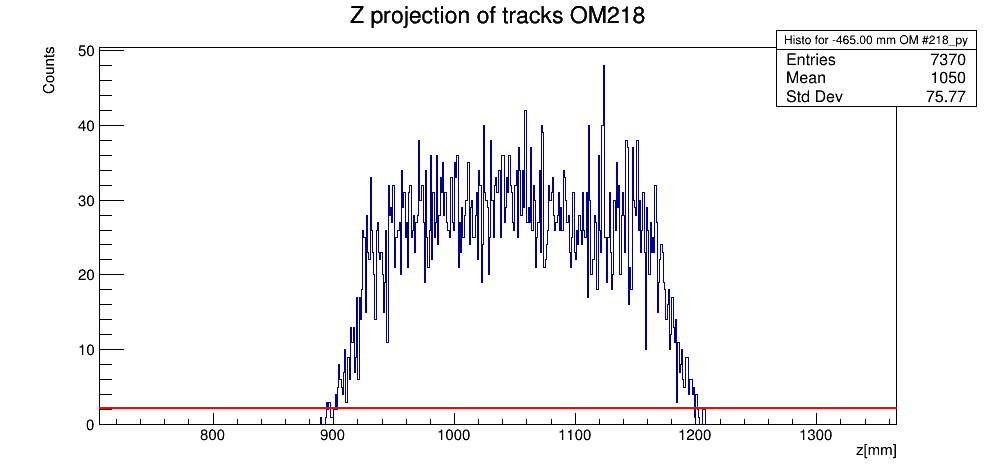 Z projection of tracks OM218
Histo for -465.00 mm OM #218_py
Entries 7370
Mean 1050
Std Dev 75.77
Counts
50
40
30
20
10
0
800 900 1000 1100 1200 1300
z[mm]